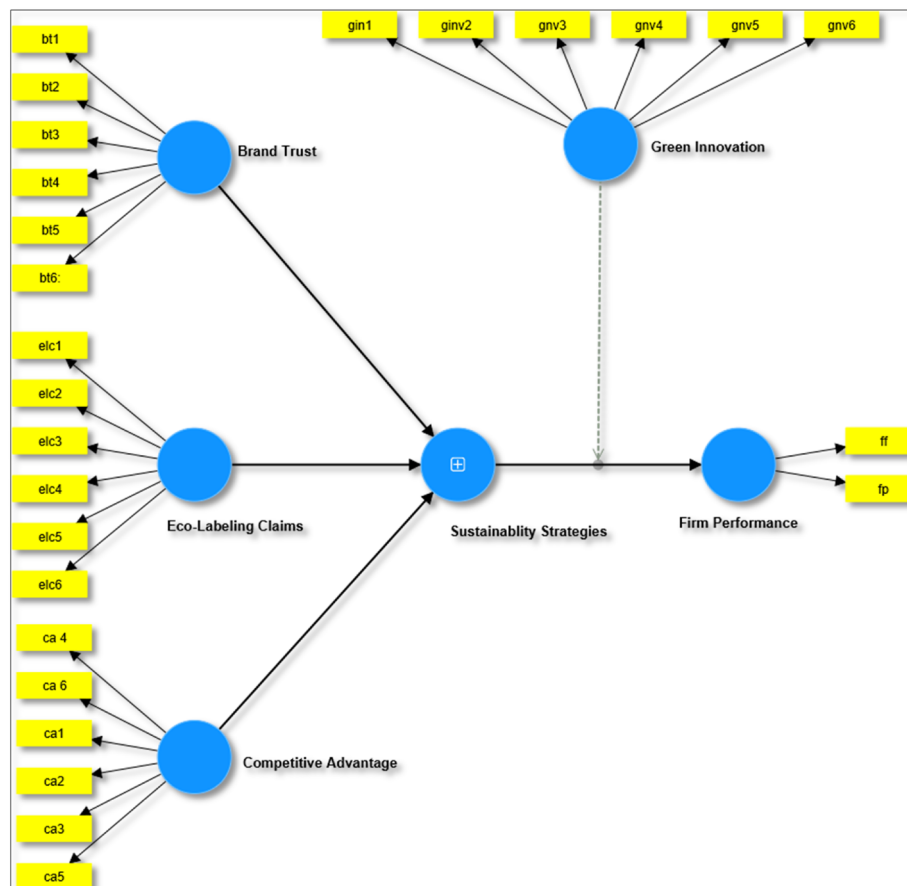 gin1
ginv2
gnv3
gnv4
gnv5
gnv6
bt1
bt2
bt3
bt4
bt5
bt6:
Brand Trust
Green Innovation
elc1
elc2
elc3
elc4
elc5
elc6
Eco-Labeling Claims
Sustainablity Strategies
Firm Performance
ff
fp
ca 4
ca 6
ca1
ca2
ca3
ca5
Competitive Advantage